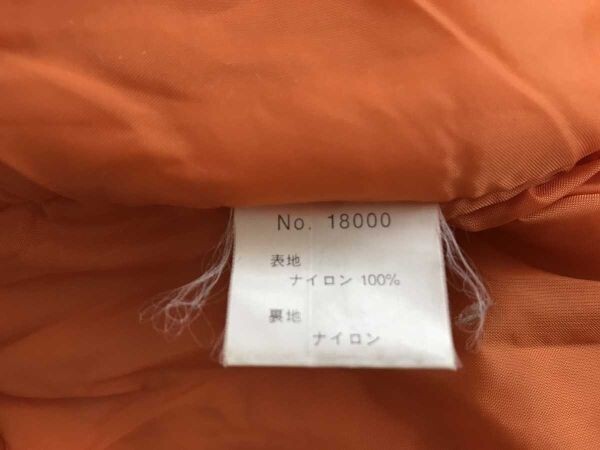 No. 18000
表地
ナイロン 100%
裏地
ナイロン